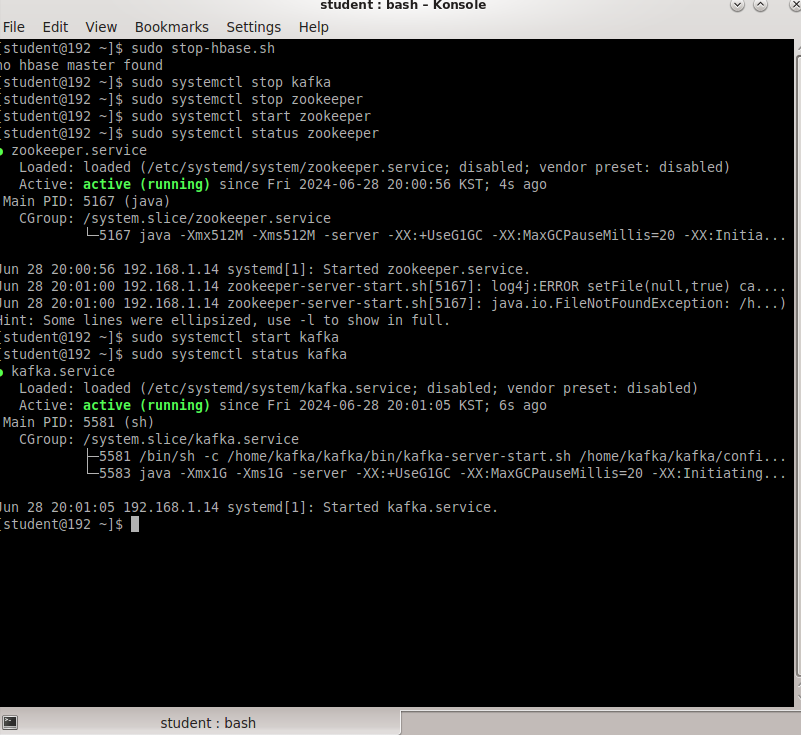 student : bash – Konsole
File Edit View Bookmarks Settings Help
[student@192 ~]$ sudo stop-hbase.sh
no hbase master found
[student@192 ~]$ sudo systemctl stop kafka
[student@192 ~]$ sudo systemctl stop zookeeper
[student@192 ~]$ sudo systemctl start zookeeper
[student@192 ~]$ sudo systemctl status zookeeper
● zookeeper.service
Loaded: loaded (/etc/systemd/system/zookeeper.service; disabled; vendor preset: disabled)
Active: active (running) since Fri 2024-06-28 20:00:56 KST; 4s ago
Main PID: 5167 (java)
CGroup: /system.slice/zookeeper.service
└─5167 java -Xmx512M -Xms512M -server -XX:+UseG1GC -XX:MaxGCPauseMillis=20 -XX:Initia...
Jun 28 20:00:56 192.168.1.14 systemd[1]: Started zookeeper.service.
Jun 28 20:01:00 192.168.1.14 zookeeper-server-start.sh[5167]: log4j:ERROR setFile(null,true) ca....
Jun 28 20:01:00 192.168.1.14 zookeeper-server-start.sh[5167]: java.io.FileNotFoundException: /h...)
Hint: Some lines were ellipsized, use -l to show in full.
[student@192 ~]$ sudo systemctl start kafka
[student@192 ~]$ sudo systemctl status kafka
● kafka.service
Loaded: loaded (/etc/systemd/system/kafka.service; disabled; vendor preset: disabled)
Active: active (running) since Fri 2024-06-28 20:01:05 KST; 6s ago
Main PID: 5581 (sh)
CGroup: /system.slice/kafka.service
├─5581 /bin/sh -c /home/kafka/kafka/bin/kafka-server-start.sh /home/kafka/kafka/confi...
└─5583 java -Xmx1G -Xms1G -server -XX:+UseG1GC -XX:MaxGCPauseMillis=20 -XX:Initiating...
Jun 28 20:01:05 192.168.1.14 systemd[1]: Started kafka.service.
[student@192 ~]$
student : bash